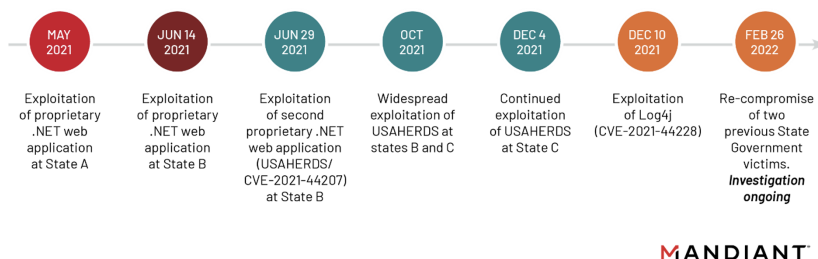 MAY
2021
JUN 14
2021
JUN 29
2021
OCT
2021
DEC 4
2021
DEC 10
2021
FEB 26
2022
Exploitation
of proprietary
.NET web
application
at State A
Exploitation
of proprietary
.NET web
application
at State B
Exploitation
of second
proprietary .NET
web application
(USAHERDS/
CVE-2021-44207)
at State B
Widespread
exploitation of
USAHERDS at
states B and C
Continued
exploitation
of USAHERDS
at State C
Exploitation
of Log4j
(CVE-2021-44228)
Re-compromise
of two
previous State
Government
victims.
Investigation
ongoing
MANDIANT